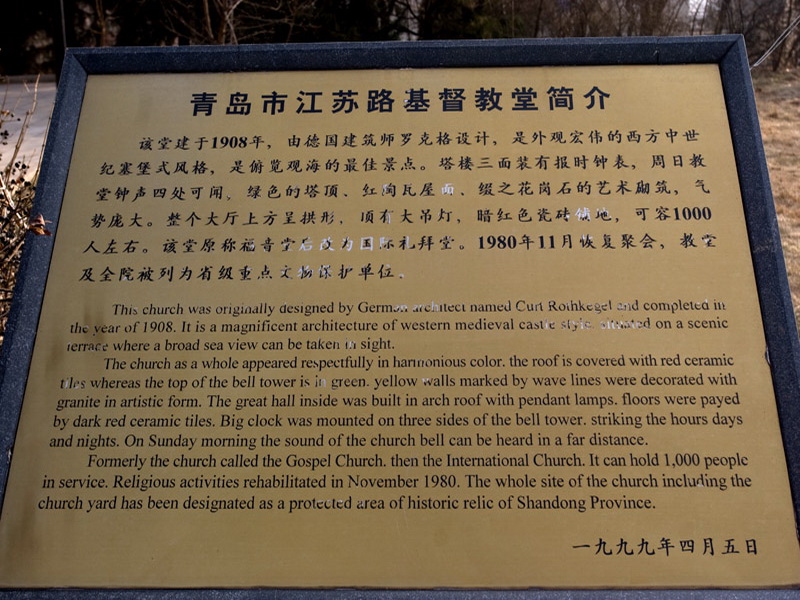 青岛市江苏路基督教堂简介
该堂建于1908年，由德国建筑师罗克格设计，是外观宏伟的西方中世
纪塞堡式风格，是俯览观海的最佳景点。塔楼三面装有报时钟表，周日教
堂钟声四处可闻，绿色的塔顶、红陶瓦屋面、缀之花岗石的艺术砌筑，气
势庞大。整个大厅上方呈拱形，顶有大吊灯，暗红色瓷砖铺地，可容1000
人左右。该堂原称福音堂后改为国际礼拜堂。1980年11月恢复聚会，教堂
及全院被列为省级重点文物保护单位。
This church was originally designed by German architect named Curt Rothkegel and completed in
the year of 1908. It is a magnificent architecture of western medieval castle style. situated on a scenic
terrace where a broad sea view can be taken in sight.
The church as a whole appeared respectfully in harmonious color. the roof is covered with red ceramic
tiles whereas the top of the bell tower is in green. yellow walls marked by wave lines were decorated with
granite in artistic form. The great hall inside was built in arch roof with pendant lamps. floors were payed
by dark red ceramic tiles. Big clock was mounted on three sides of the bell tower. striking the hours days
and nights. On Sunday morning the sound of the church bell can be heard in a far distance.
Formerly the church called the Gospel Church. then the International Church. It can hold 1,000 people
in service. Religious activities rehabilitated in November 1980. The whole site of the church including the
church yard has been designated as a protected area of historic relic of Shandong Province.
一九九九年四月五日